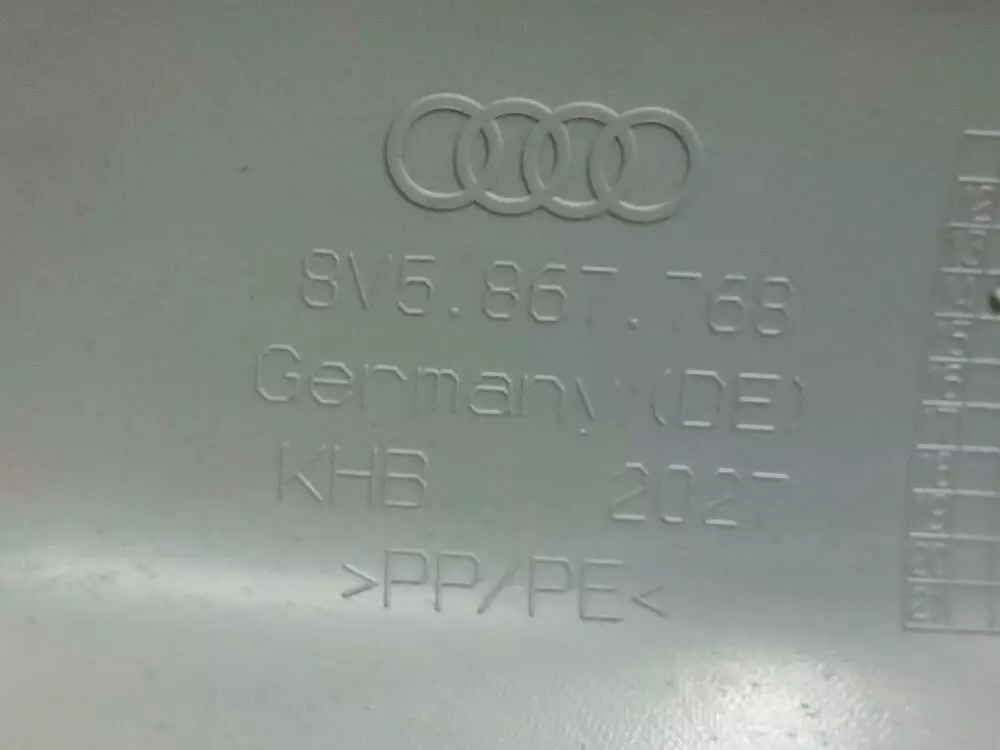 8V5.867.768
Germany (DE)
KHB 2027
>PP/PE<